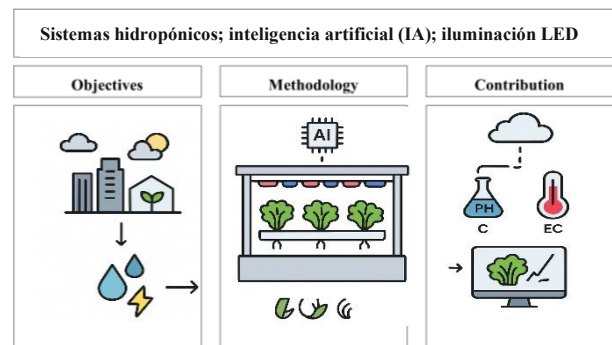 Sistemas hidropónicos; inteligencia artificial (IA); iluminación LED
Objectives
Methodology
Contribution
AI
PH
C
EC